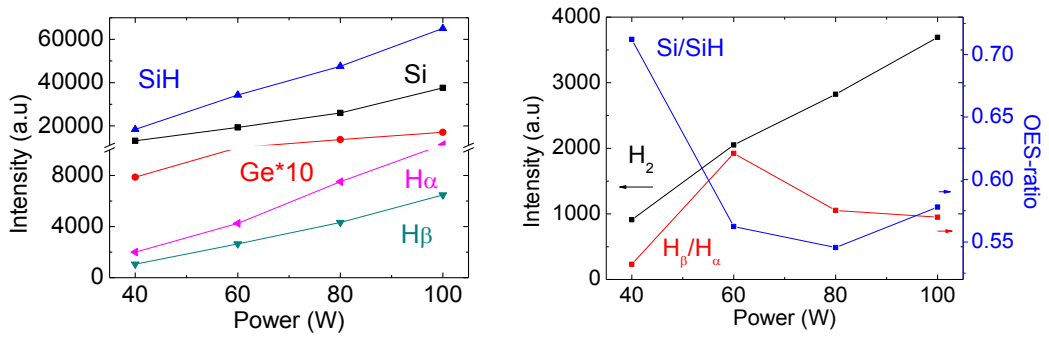 60000
40000
20000
8000
4000
0
Intensity (a.u)
SiH
Si
Ge*10
Hα
Hβ
40
60
80
100
Power (W)
4000
3000
2000
1000
0
Intensity (a.u)
Si/SiH
H₂
Hβ/Hα
0.70
0.65
0.60
0.55
OES-ratio
40
60
80
100
Power (W)